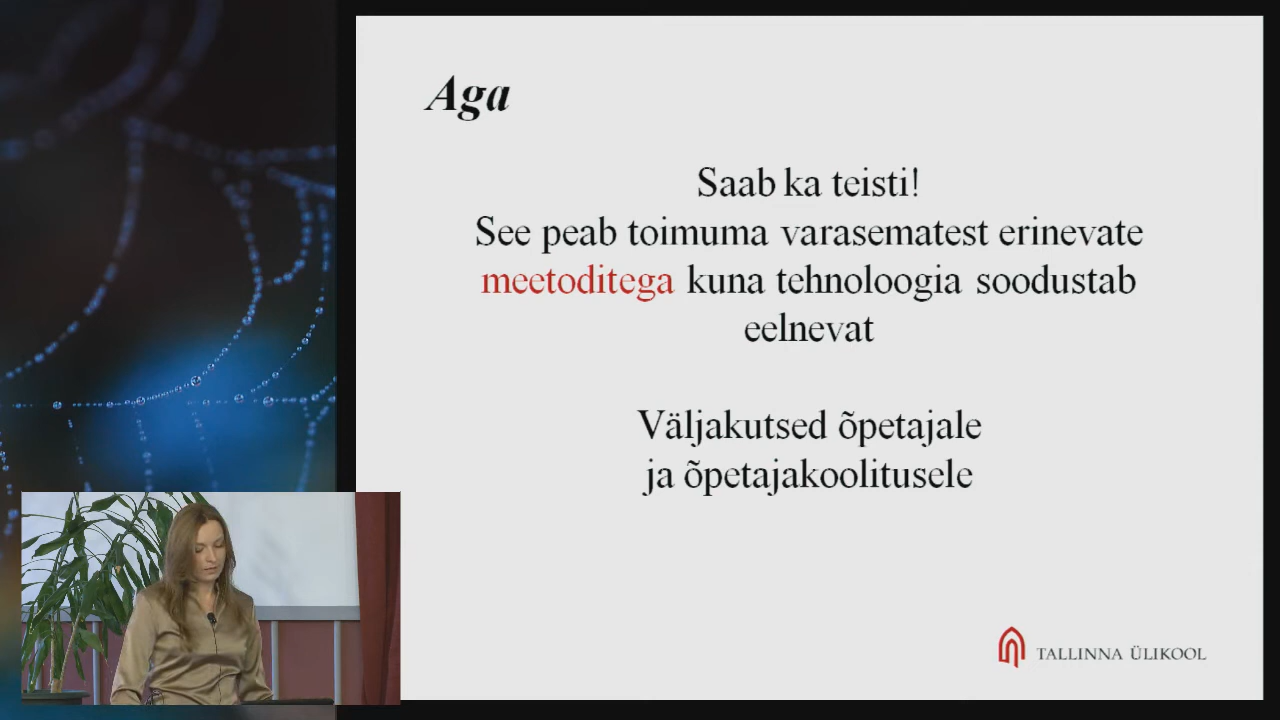 Aga
Saab ka teisti!
See peab toimuma varasematest erinevate
meetoditega kuna tehnoloogia soodustab
eelnevat
Väljakutsed õpetajale
ja õpetajakoolitusele
TALLINNA ÜLIKOOL